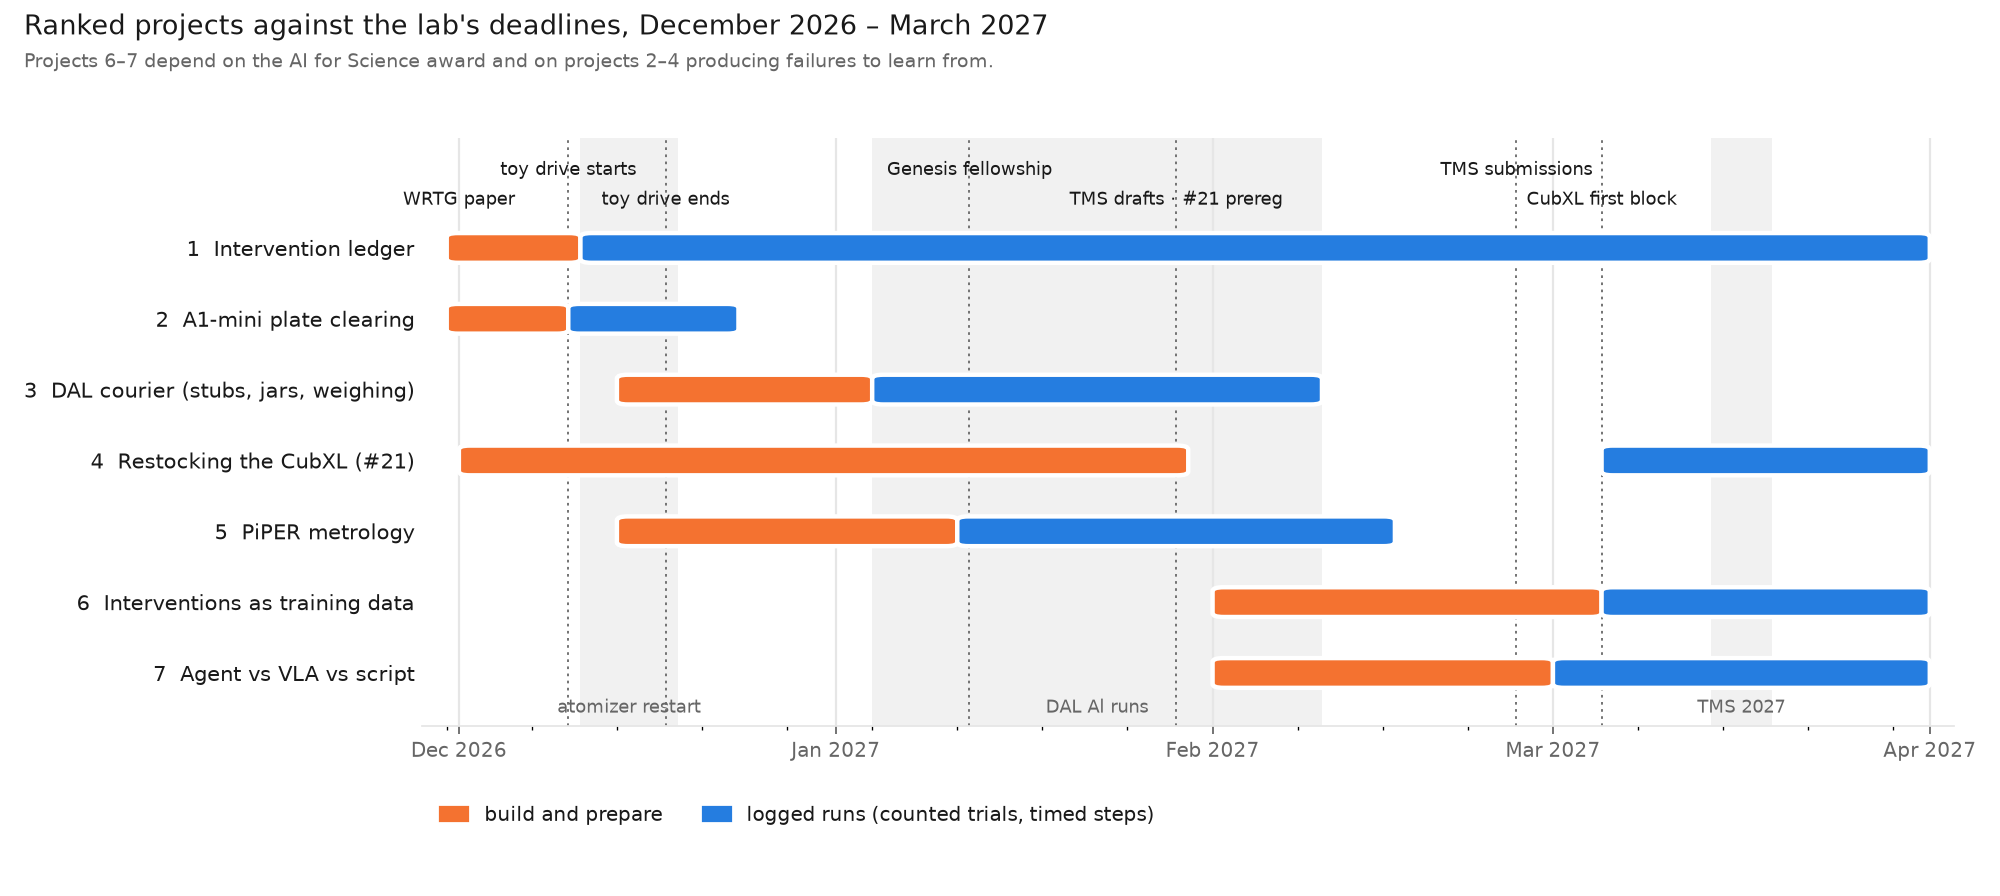 Ranked projects against the lab's deadlines, December 2026 – March 2027
Projects 6–7 depend on the AI for Science award and on projects 2–4 producing failures to learn from.
toy drive starts
Genesis fellowship
TMS submissions
WRTG paper
toy drive ends
TMS drafts · #21 prereg
CubXL first block
1 Intervention ledger
2 A1-mini plate clearing
3 DAL courier (stubs, jars, weighing)
4 Restocking the CubXL (#21)
5 PiPER metrology
6 Interventions as training data
7 Agent vs VLA vs script
atomizer restart
DAL Al runs
TMS 2027
Dec 2026
Jan 2027
Feb 2027
Mar 2027
Apr 2027
build and prepare
logged runs (counted trials, timed steps)